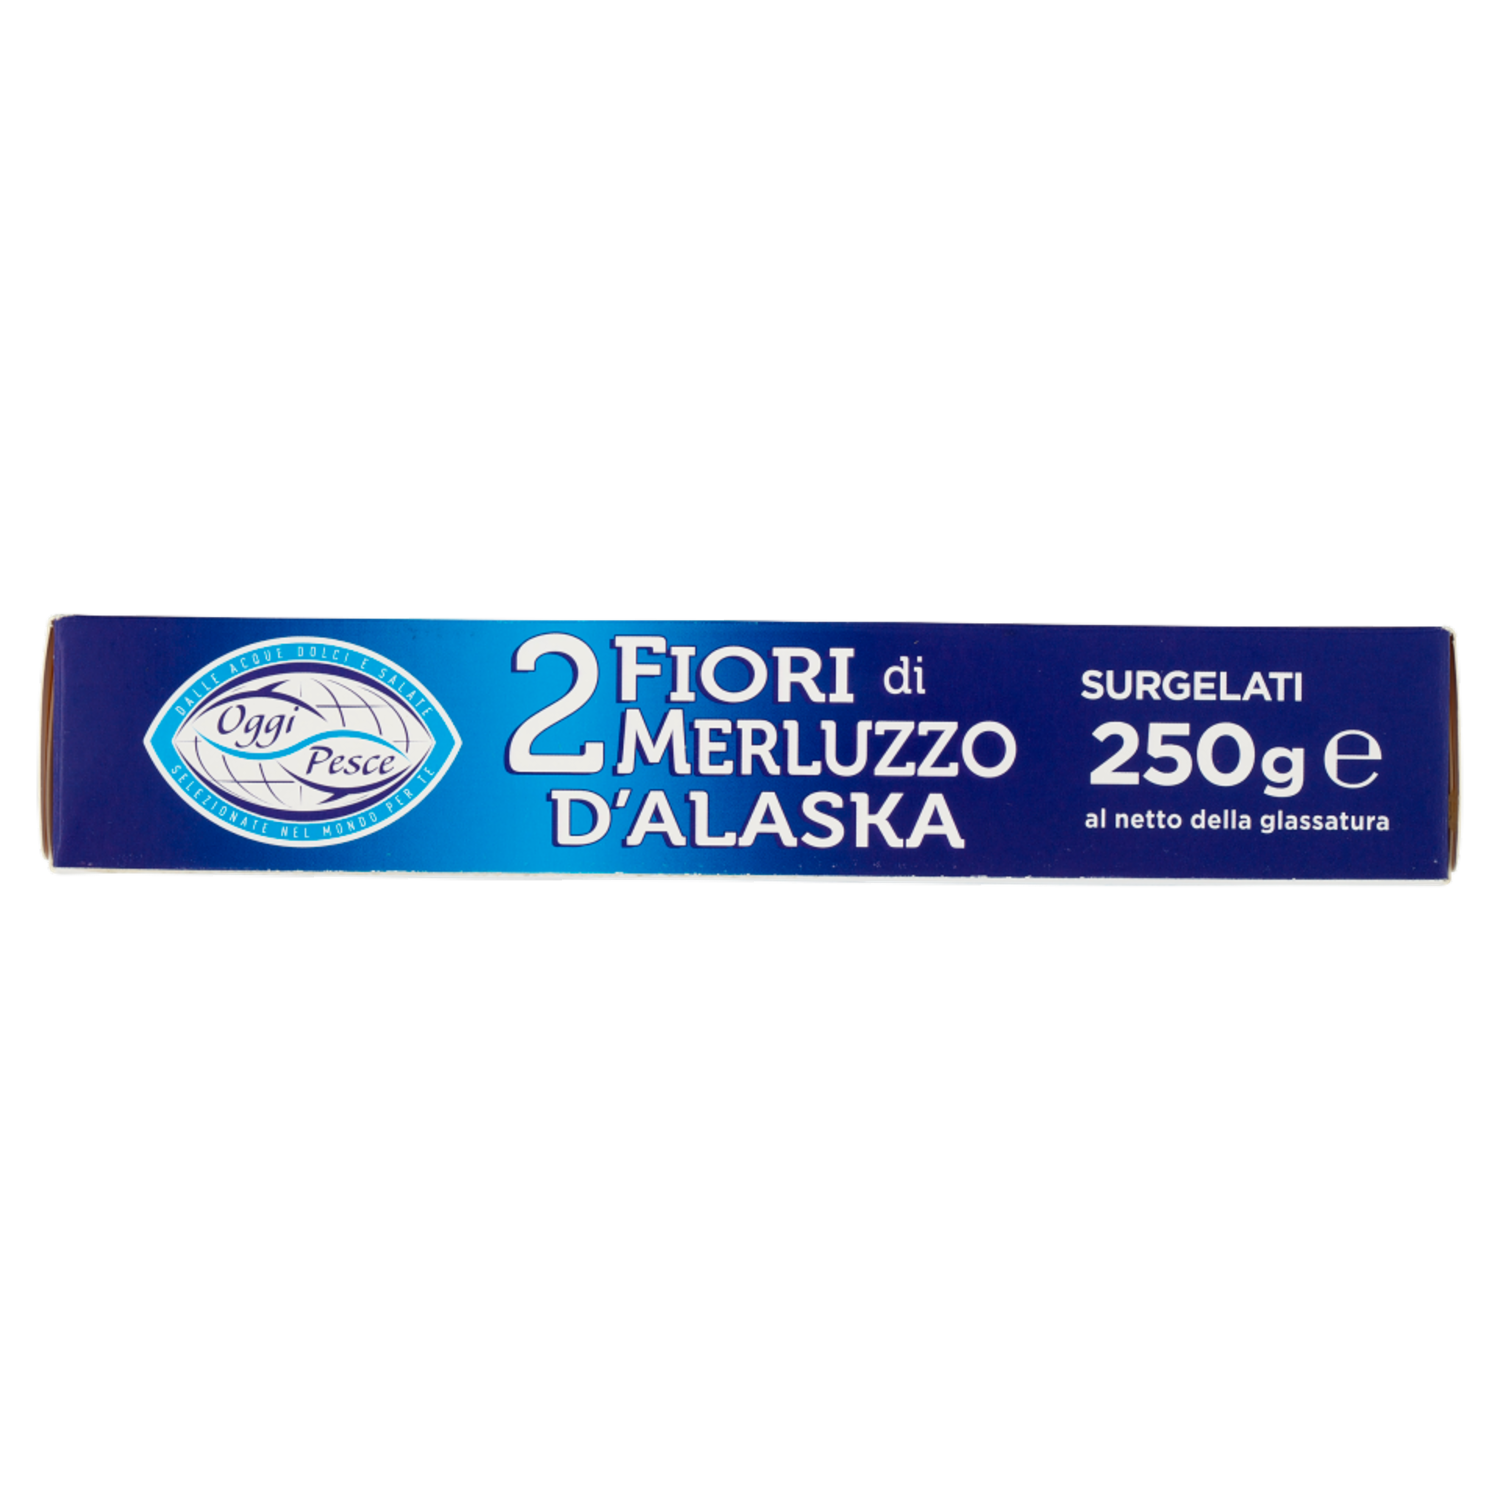 DALLE ACQUE DOLCI E SALATE
Oggi
Pesce
SELEZIONATE NEL MONDO PER TE
2 FIORI di
MERLUZZO
D'ALASKA
SURGELATI
250g e
al netto della glassatura